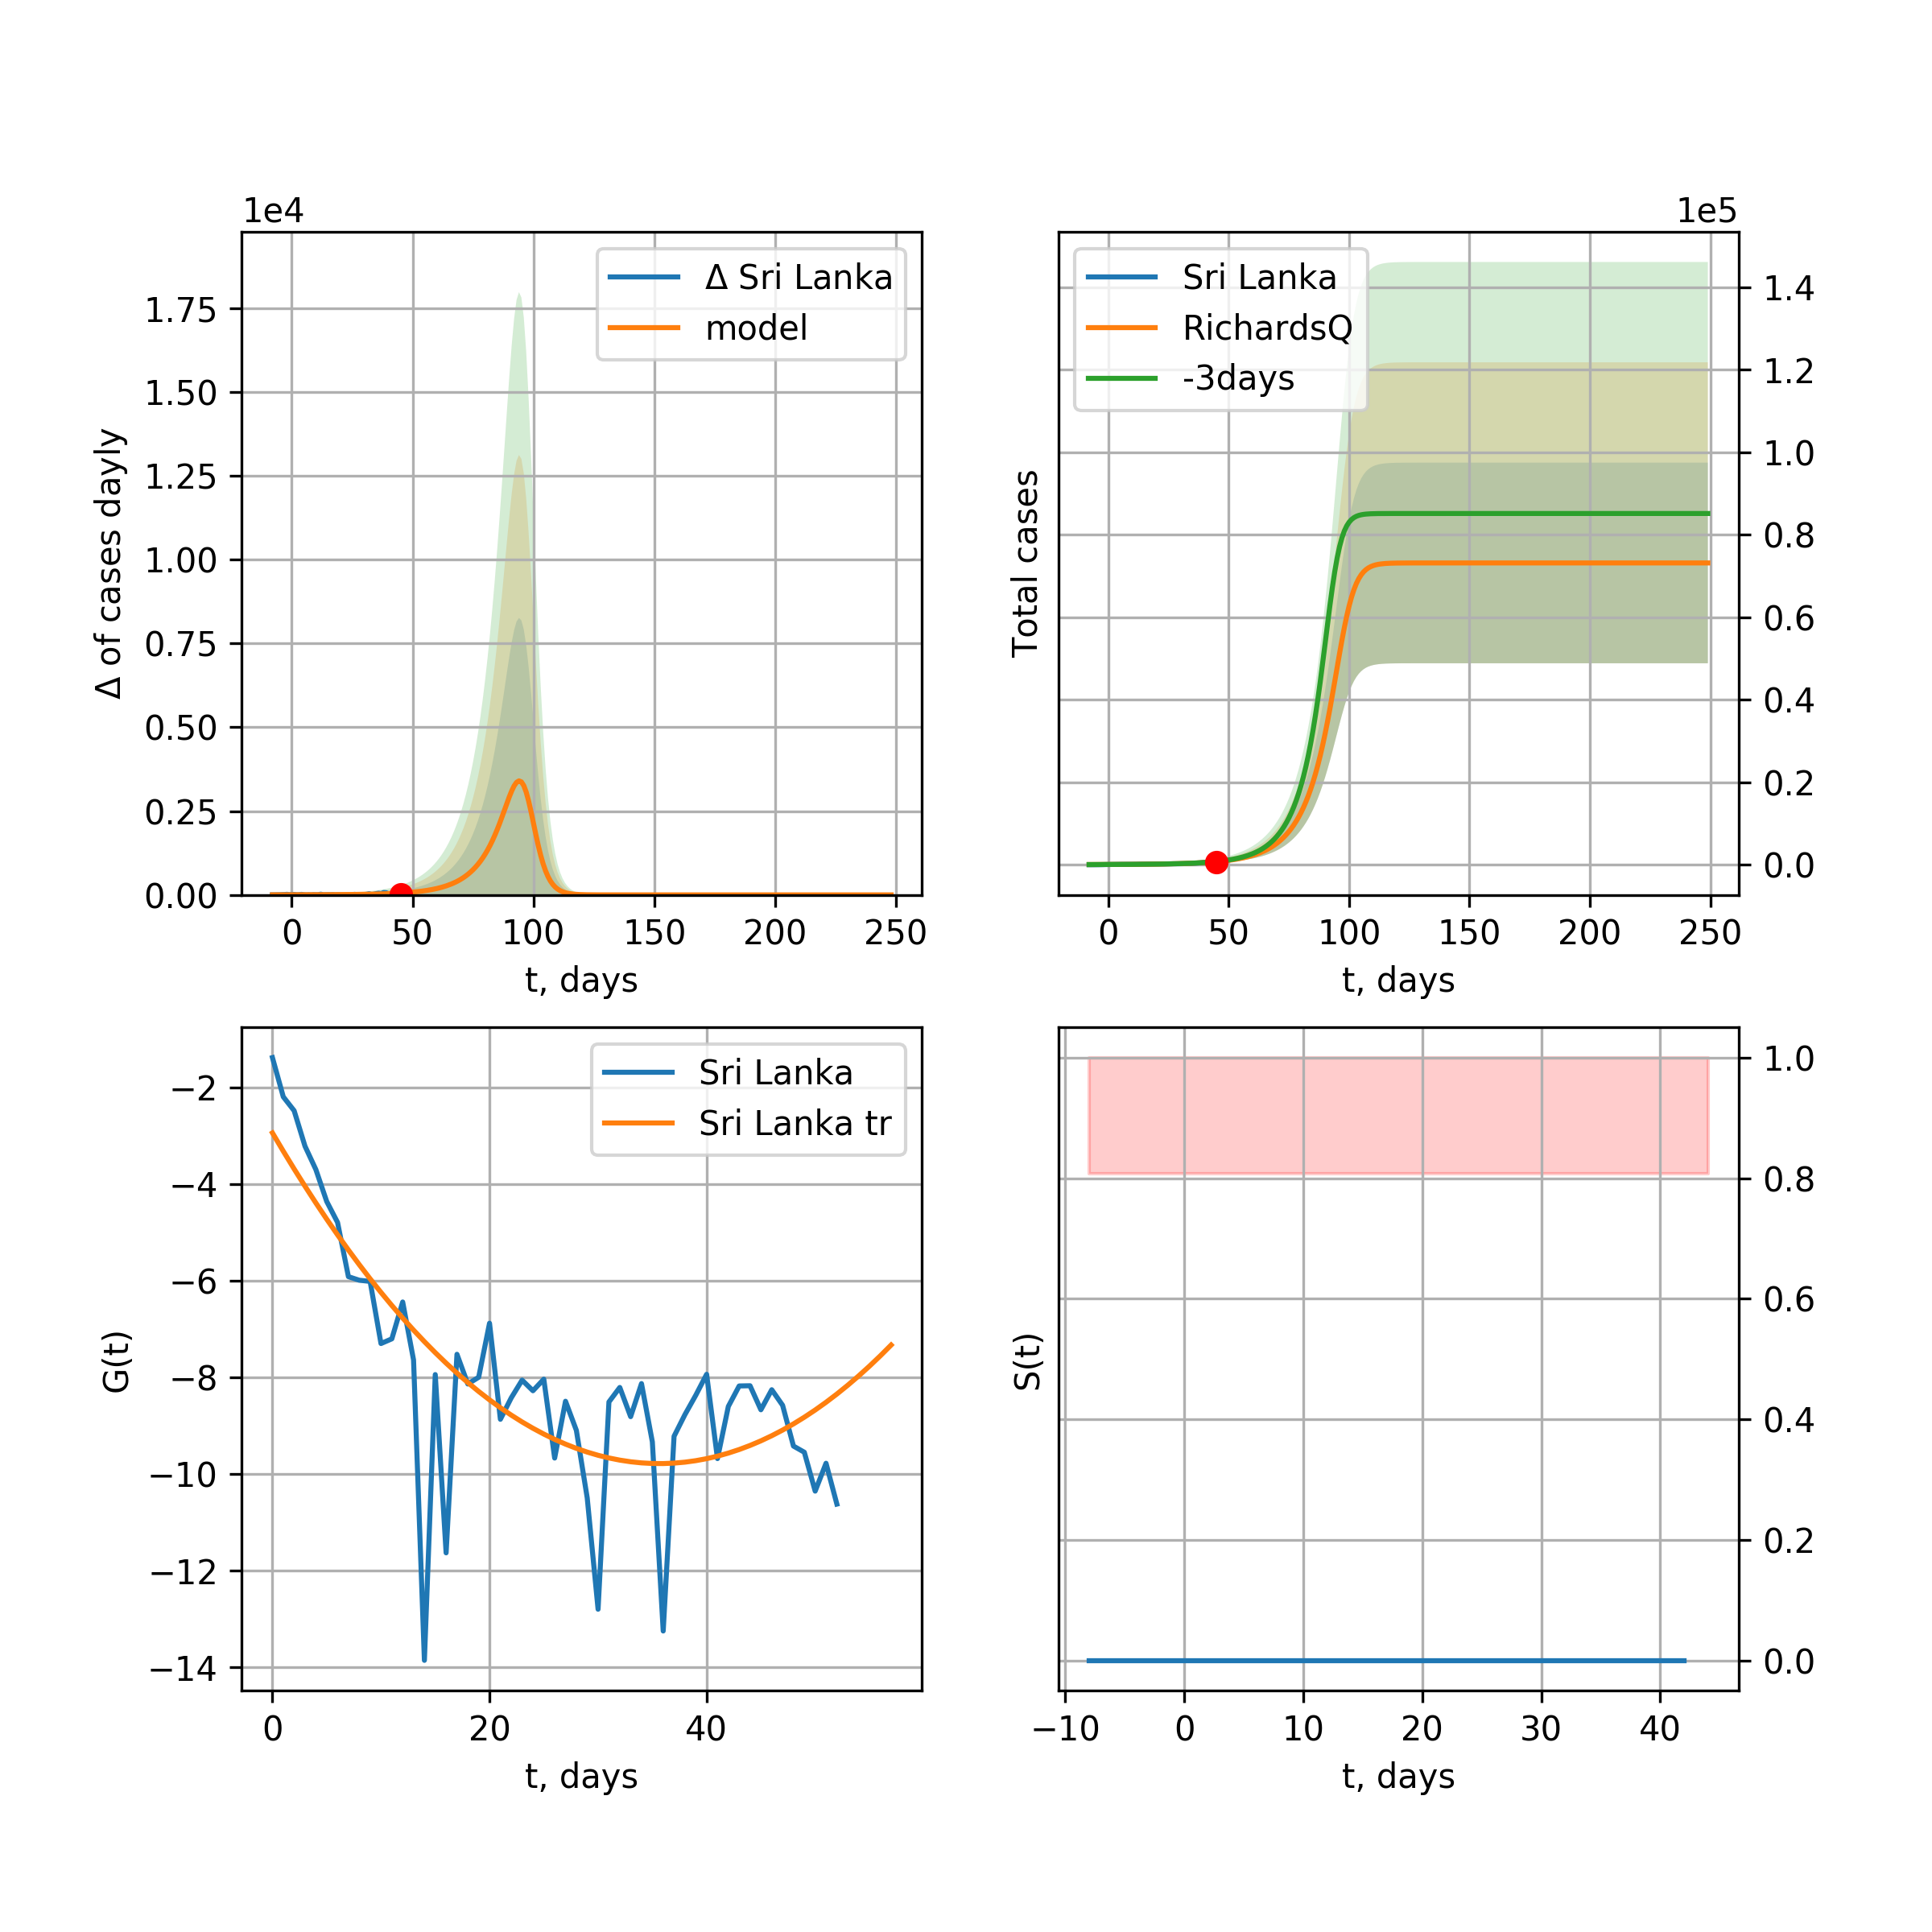 1e4
Δ Sri Lanka
model
Δ of cases dayly
1.75
1.50
1.25
1.00
0.75
0.50
0.25
0.00
0 50 100 150 200 250
t, days
1e5
Sri Lanka
RichardsQ
-3days
Total cases
1.4
1.2
1.0
0.8
0.6
0.4
0.2
0.0
0 50 100 150 200 250
t, days
Sri Lanka
Sri Lanka tr
G(t)
−2
−4
−6
−8
−10
−12
−14
0 20 40
t, days
S(t)
1.0
0.8
0.6
0.4
0.2
0.0
−10 0 10 20 30 40
t, days